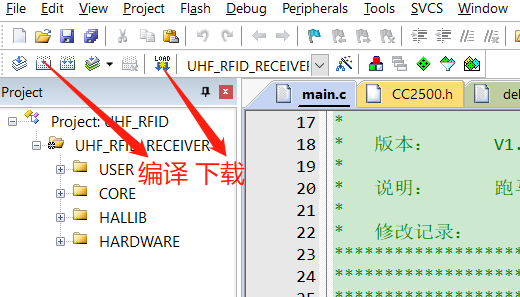 File Edit View Project Flash Debug Peripherals Tools SVCS Window
LOAD UHF_RFID_RECEIVER
Project
main.c CC2500.h del
Project: UHF_RFID
UHF_RFID_RECEIVER
USER
CORE
HALLIB
HARDWARE
编译 下载
17 *
18 * 版本: V1.
19 *
20 * 说明: 跑马
21 *
22 * 修改记录:
23 **********************
24 **********************
25 **********************